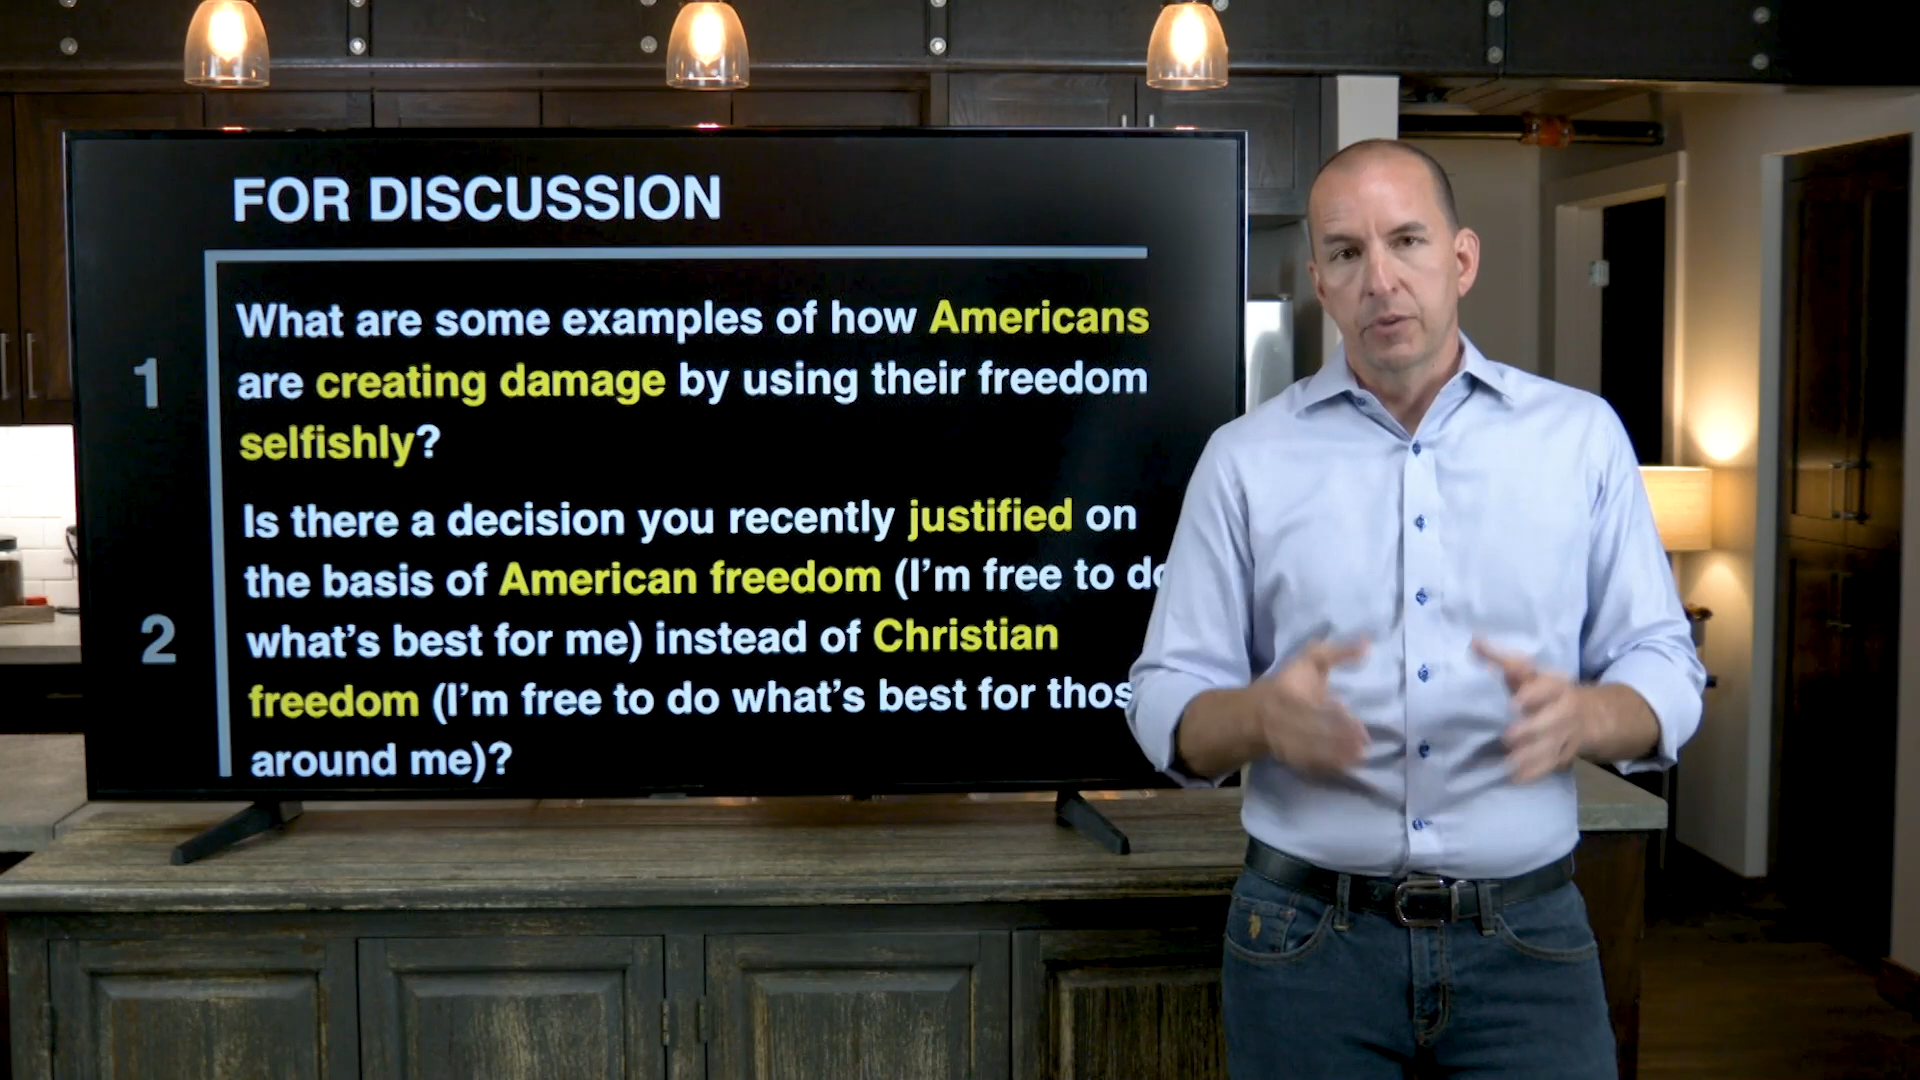 FOR DISCUSSION
1
What are some examples of how Americans
are creating damage by using their freedom
selfishly?
2
Is there a decision you recently justified on
the basis of American freedom (I’m free to
what’s best for me) instead of Christian
freedom (I’m free to do what’s best for
around me)?